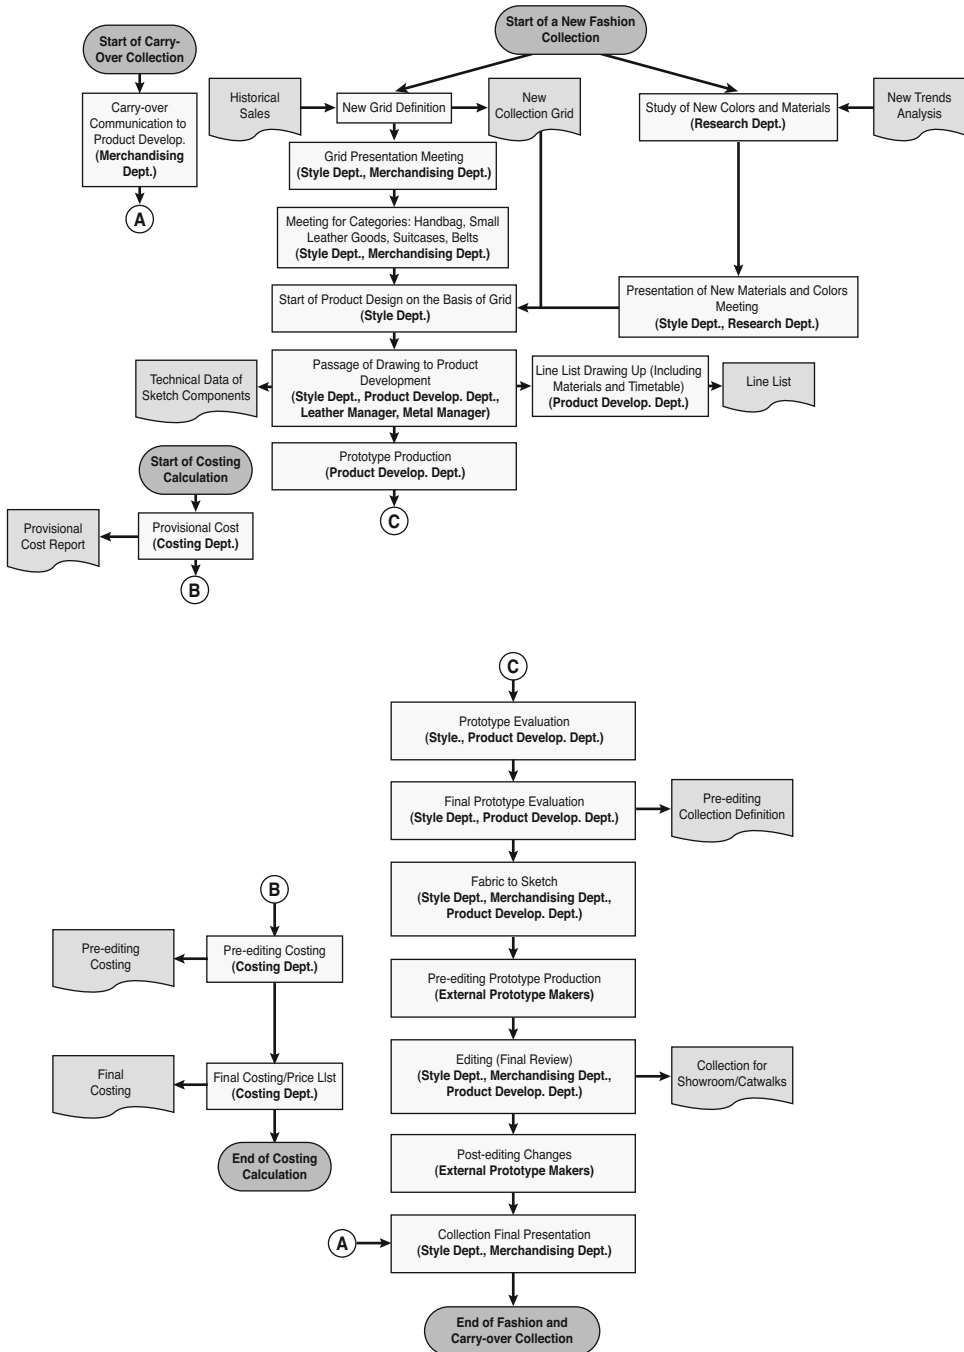 Start of a New Fashion
Collection
Start of Carry-
Over Collection
Carry-over
Communication to
Product Develop.
(Merchandising
Dept.)
A
Historical
Sales
New Grid Definition
New
Collection Grid
Study of New Colors and Materials
(Research Dept.)
New Trends
Analysis
Grid Presentation Meeting
(Style Dept., Merchandising Dept.)
Meeting for Categories: Handbag, Small
Leather Goods, Suitcases, Belts
(Style Dept., Merchandising Dept.)
Start of Product Design on the Basis of Grid
(Style Dept.)
Presentation of New Materials and Colors
Meeting
(Style Dept., Research Dept.)
Technical Data of
Sketch Components
Passage of Drawing to Product
Development
(Style Dept., Product Develop. Dept.,
Leather Manager, Metal Manager)
Line List Drawing Up (Including
Materials and Timetable)
(Product Develop. Dept.)
Line List
Prototype Production
(Product Develop. Dept.)
C
Start of Costing
Calculation
Provisional
Cost Report
Provisional Cost
(Costing Dept.)
B
C
Prototype Evaluation
(Style., Product Develop. Dept.)
Final Prototype Evaluation
(Style Dept., Product Develop. Dept.)
Pre-editing
Collection Definition
Fabric to Sketch
(Style Dept., Merchandising Dept.,
Product Develop. Dept.)
B
Pre-editing
Costing
Pre-editing Costing
(Costing Dept.)
Pre-editing Prototype Production
(External Prototype Makers)
Final
Costing
Final Costing/Price LIst
(Costing Dept.)
Editing (Final Review)
(Style Dept., Merchandising Dept.,
Product Develop. Dept.)
Collection for
Showroom/Catwalks
End of Costing
Calculation
Post-editing Changes
(External Prototype Makers)
A
Collection Final Presentation
(Style Dept., Merchandising Dept.)
End of Fashion and
Carry-over Collection